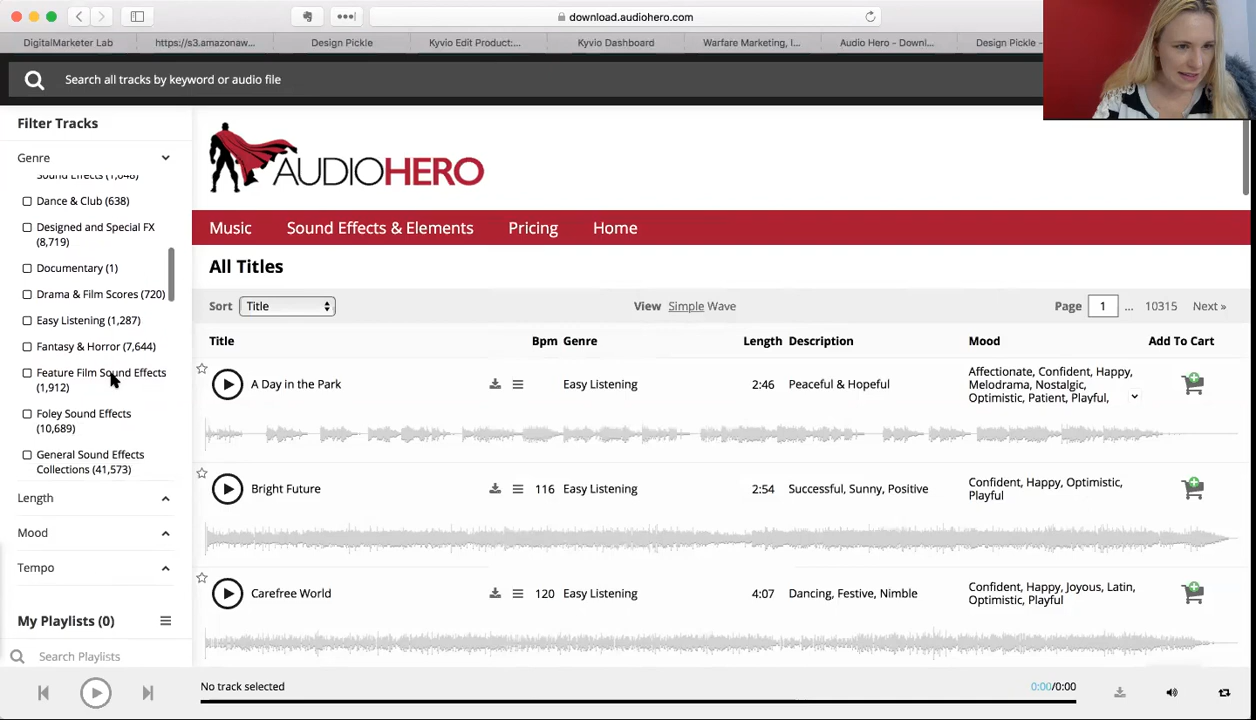 download.audiohero.com
DigitalMarketer Lab
https://s3.amazonaw...
Design Pickle
Kyvio Edit Product:...
Kyvio Dashboard
Warfare Marketing, I...
Audio Hero - Downl...
Design Pickle -
Search all tracks by keyword or audio file
Filter Tracks
Genre
Sound Effects (1,648)
Dance & Club (638)
Designed and Special FX
(8,719)
Documentary (1)
Drama & Film Scores (720)
Easy Listening (1,287)
Fantasy & Horror (7,644)
Feature Film Sound Effects
(1,912)
Foley Sound Effects
(10,689)
General Sound Effects
Collections (41,573)
Length
Mood
Tempo
My Playlists (0)
Search Playlists
AUDIOHERO
Music Sound Effects & Elements Pricing Home
All Titles
Sort Title View Simple Wave Page 1 ... 10315 Next »
Title Bpm Genre Length Description Mood Add To Cart
A Day in the Park Easy Listening 2:46 Peaceful & Hopeful
Affectionate, Confident, Happy,
Melodrama, Nostalgic,
Optimistic, Patient, Playful,
Bright Future 116 Easy Listening 2:54 Successful, Sunny, Positive
Confident, Happy, Optimistic,
Playful
Carefree World 120 Easy Listening 4:07 Dancing, Festive, Nimble
Confident, Happy, Joyous, Latin,
Optimistic, Playful
No track selected 0:00/0:00